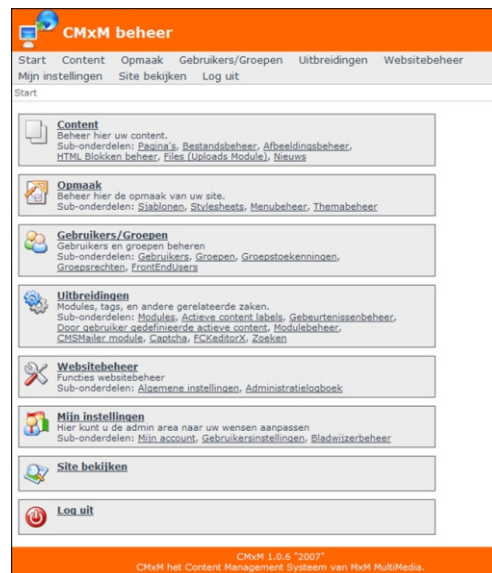 CMxM beheer
Start Content Opmaak Gebruikers/Groepen Uitbreidingen Websitebeheer
Mijn instellingen Site bekijken Log uit
Start
Content
Beheer hier uw content.
Sub-onderdelen: Pagina's, Bestandsbeheer, Afbeeldingsbeheer,
HTML Blokken beheer, Files (Uploads Module), Nieuws
Opmaak
Beheer hier de opmaak van uw site.
Sub-onderdelen: Sjablonen, Stylesheets, Menubeheer, Themabeheer
Gebruikers/Groepen
Gebruikers en groepen beheren
Sub-onderdelen: Gebruikers, Groepen, Groepstoekenningen,
Groepsrechten, FrontEndUsers
Uitbreidingen
Modules, tags, en andere gerelateerde zaken.
Sub-onderdelen: Modules, Actieve content labels, Gebeurtenissenbeheer,
Door gebruiker gedefinieerde actieve content, Modulebeheer,
CMSMailer module, Captcha, FCKeditorX, Zoeken
Websitebeheer
Functies websitebeheer
Sub-onderdelen: Algemene instellingen, Administratielogboek
Mijn instellingen
Hier kunt u de admin area naar uw wensen aanpassen
Sub-onderdelen: Mijn account, Gebruikersinstellingen, Bladwijzerbeheer
Site bekijken
Log uit
CMxM 1.0.6 "2007"
CMxM het Content Management Systeem van MxM MultiMedia.